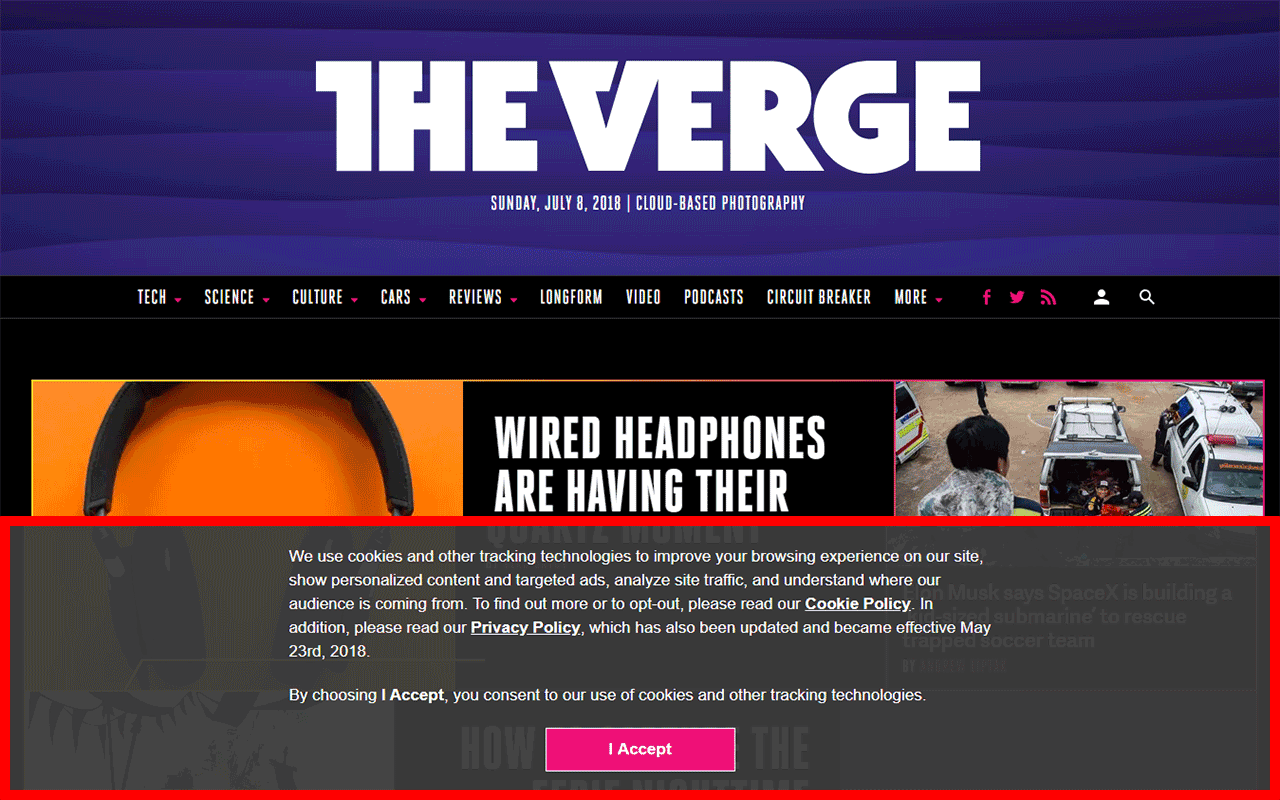 THE VERGE
SUNDAY, JULY 8, 2018 | CLOUD-BASED PHOTOGRAPHY
TECH SCIENCE CULTURE CARS REVIEWS LONGFORM VIDEO PODCASTS CIRCUIT BREAKER MORE
WIRED HEADPHONES
ARE HAVING THEIR
QUARTZ MOMENT
We use cookies and other tracking technologies to improve your browsing experience on our site,
show personalized content and targeted ads, analyze site traffic, and understand where our
audience is coming from. To find out more or to opt-out, please read our Cookie Policy. In
addition, please read our Privacy Policy, which has also been updated and became effective May
23rd, 2018.
By choosing I Accept, you consent to our use of cookies and other tracking technologies.
I Accept
Elon Musk says SpaceX is building a
submarine’ to rescue
trapped soccer team
BY
HOW THE
EERIE NIGHTTIME